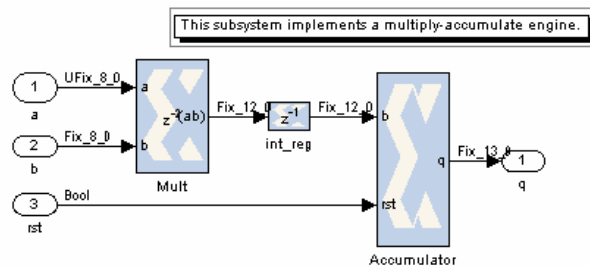 This subsystem implements a multiply-accumulate engine.
1
UFix_8_0
a
a
z⁻²(ab)
Fix_12_0
z⁻¹
Fix_12_0
b
2
Fix_8_0
b
b
int_reg
q
Fix_13_0
1
q
Mult
3
Bool
rst
rst
Accumulator